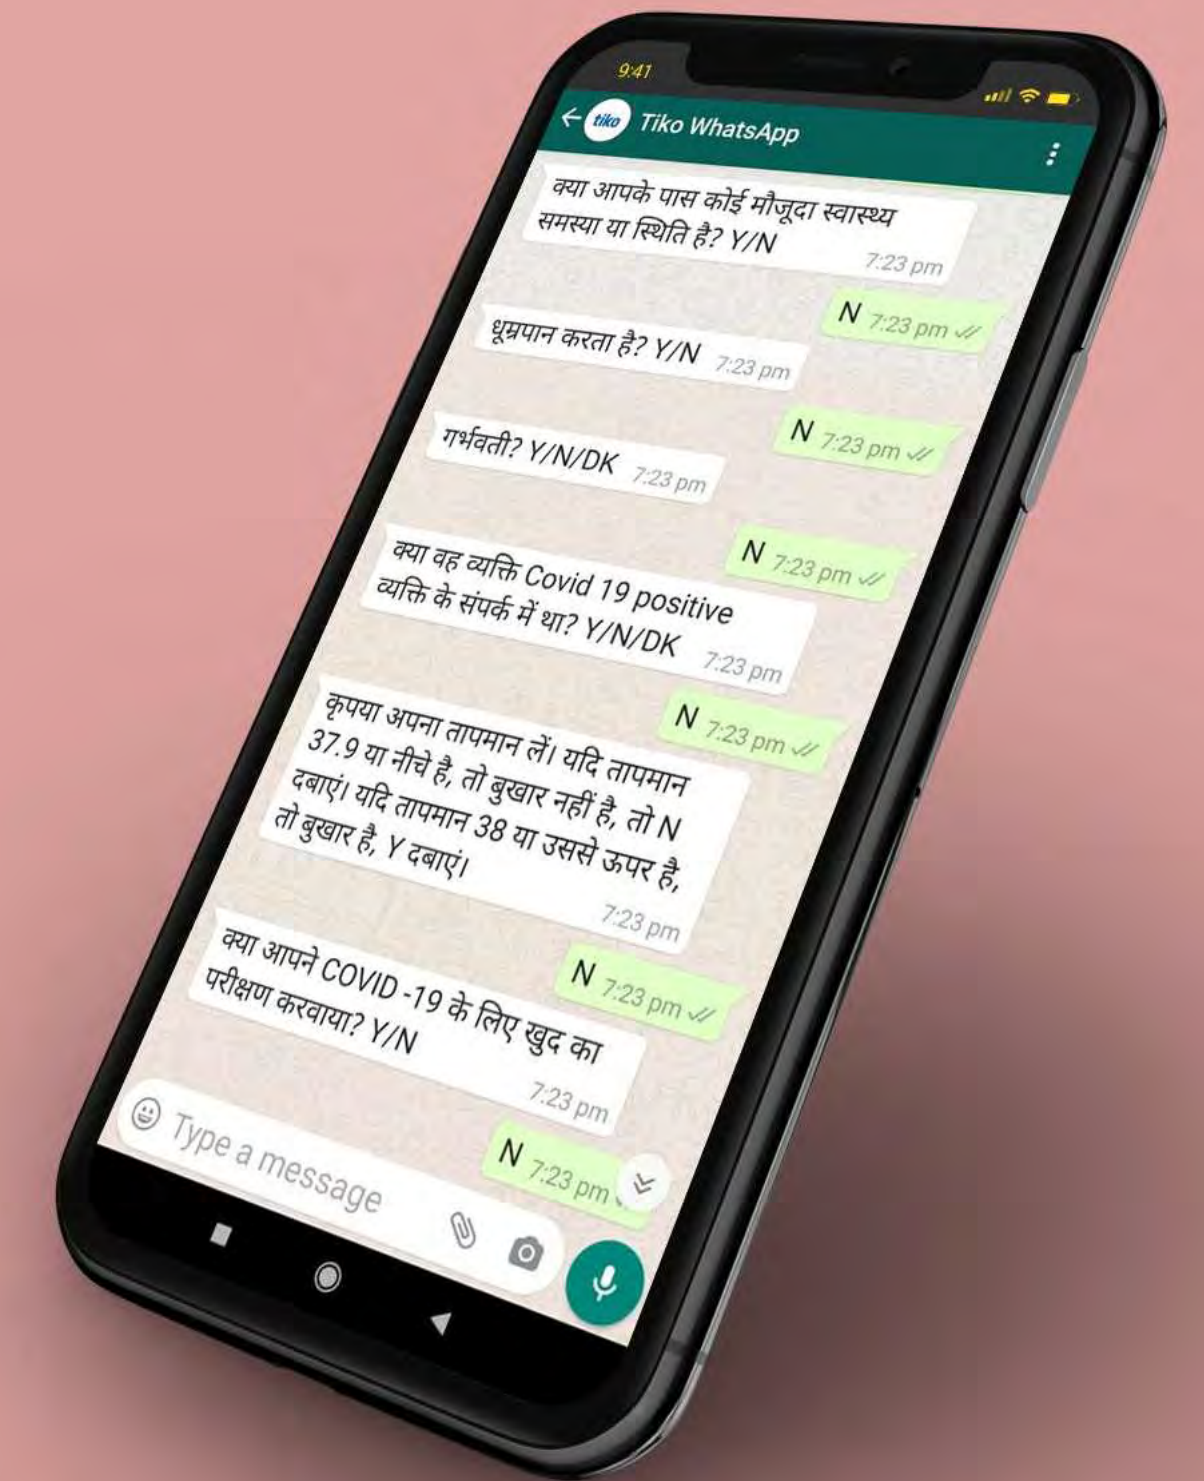 9:41
tiko
Tiko WhatsApp
क्या आपके पास कोई मौजूदा स्वास्थ्य
समस्या या स्थिति है? Y/N
7:23 pm
N 7:23 pm
धूम्रपान करता है? Y/N 7:23 pm
N 7:23 pm
गर्भवती? Y/N/DK 7:23 pm
N 7:23 pm
क्या वह व्यक्ति Covid 19 positive
व्यक्ति के संपर्क में था? Y/N/DK
7:23 pm
N 7:23 pm
कृपया अपना तापमान लें। यदि तापमान
37.9 या नीचे है, तो बुखार नहीं है, तो N
दबाएं। यदि तापमान 38 या उससे ऊपर है,
तो बुखार है, Y दबाएं।
7:23 pm
N 7:23 pm
क्या आपने COVID -19 के लिए खुद का
परीक्षण करवाया? Y/N
7:23 pm
N 7:23 pm
Type a message